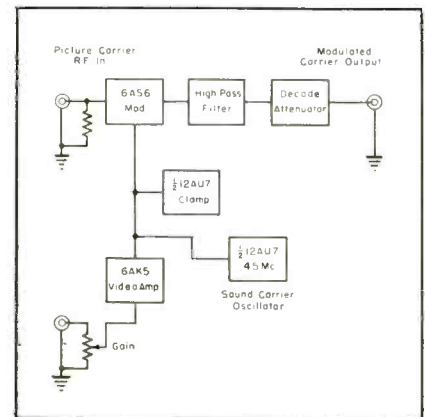 Picture Carrier
RF In
Modulated
Carrier Output
6AS6
Mod
High Pass
Filter
Decade
Attenuator
½ 12AU7
Clamp
½ 12AU7
4.5 Mc
6AK5
Video Amp
Sound Carrier
Oscillator
Gain